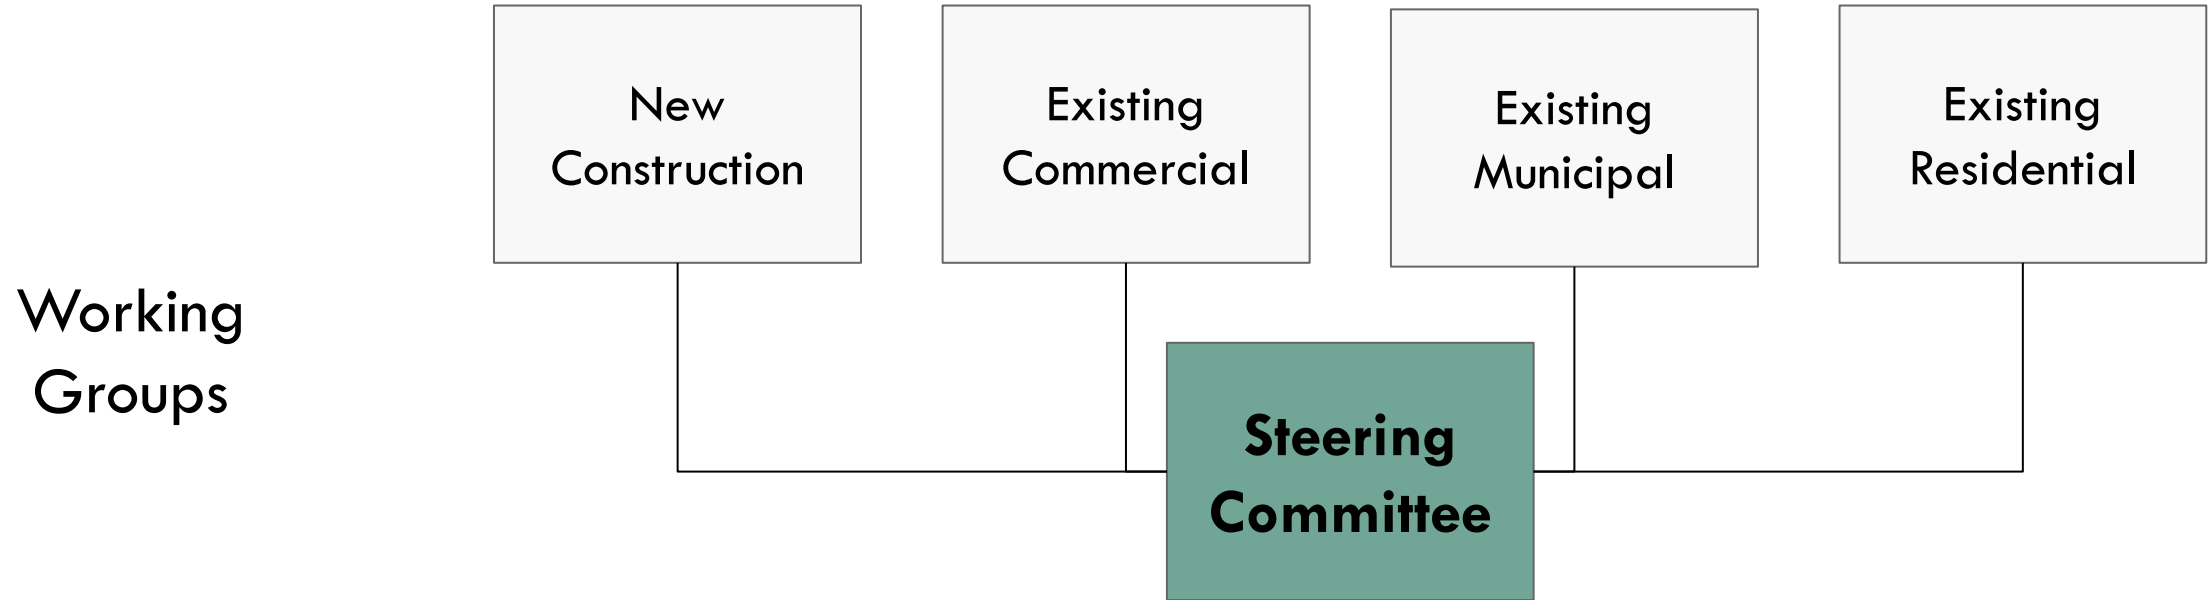 New
Construction
Existing
Commercial
Existing
Municipal
Existing
Residential
Working
Groups
Steering
Committee